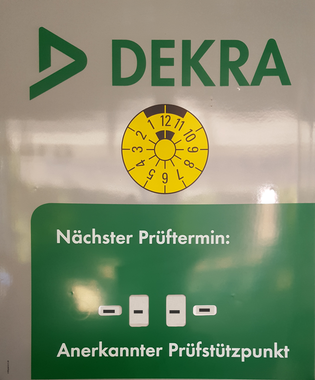 DEKRA
1 12 11 10 9 8 7 6 5 4 3 2
Nächster Prüftermin:
Anerkannter Prüfstützpunkt